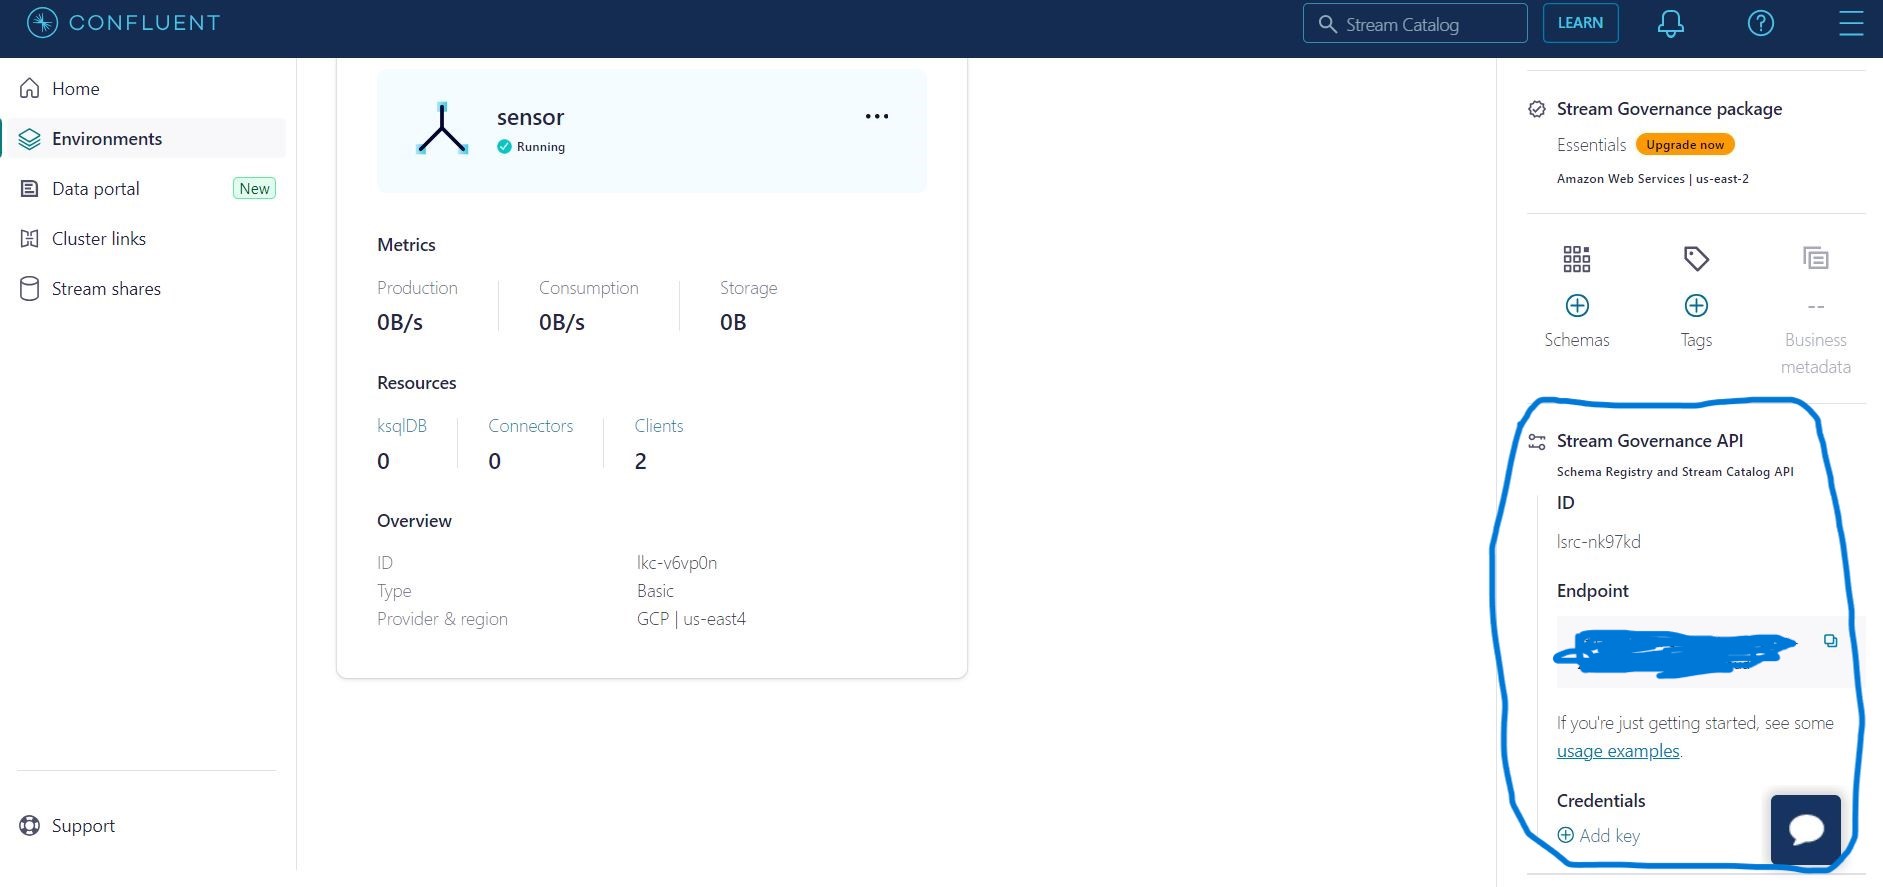 CONFLUENT
Stream Catalog
LEARN
Home
Environments
Data portal
New
Cluster links
Stream shares
Support
sensor
Running
Metrics
Production
Consumption
Storage
0B/s
0B/s
0B
Resources
ksqlDB
Connectors
Clients
0
0
2
Overview
ID lkc-v6vp0n
Type Basic
Provider & region GCP | us-east4
Stream Governance package
Essentials Upgrade now
Amazon Web Services | us-east-2
-- 
Schemas
Tags
Business
metadata
Stream Governance API
Schema Registry and Stream Catalog API
ID
lsrc-nk97kd
Endpoint
If you're just getting started, see some
usage examples.
Credentials
Add key